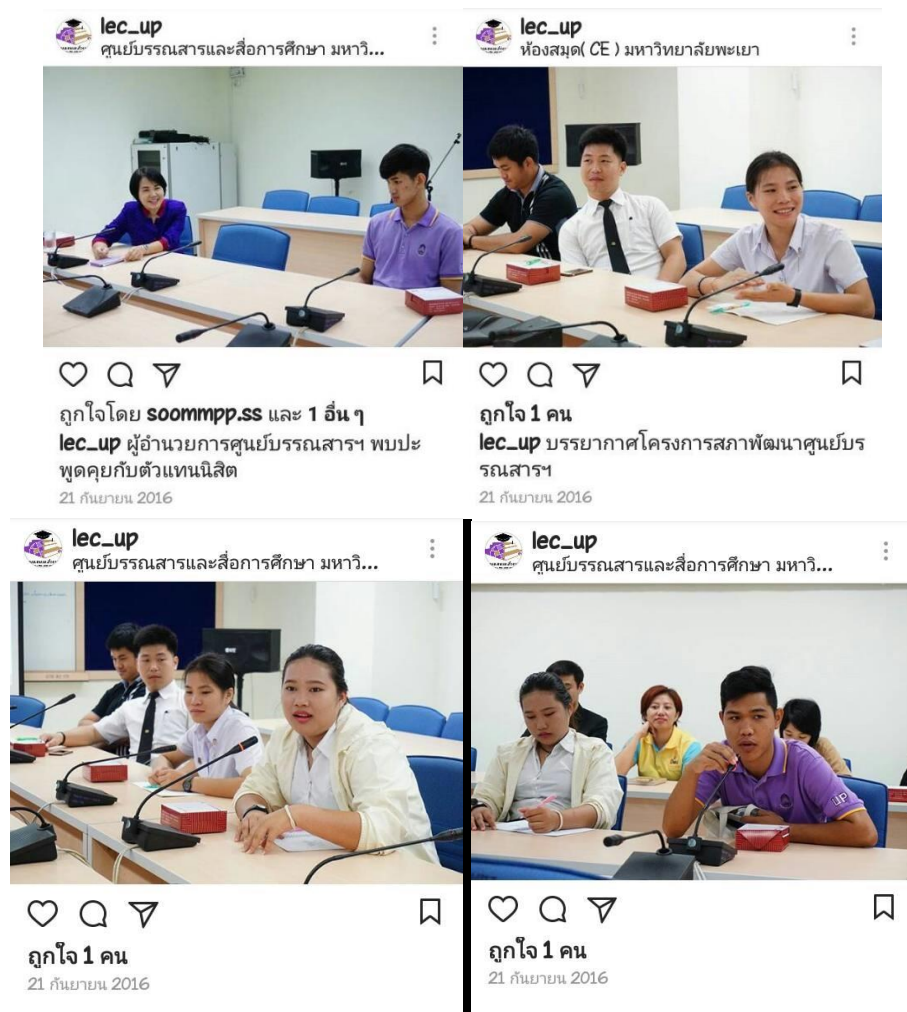 lec_up
ศูนย์บรรณสารและสื่อการศึกษา มหาวิ...
ถูกใจโดย soommpp.ss และ 1 อื่น ๆ
lec_up ผู้อำนวยการศูนย์บรรณสารฯ พบปะ
พูดคุยกับตัวแทนนิสิต
21 กันยายน 2016
lec_up
ห้องสมุด( CE ) มหาวิทยาลัยพะเยา
ถูกใจ 1 คน
lec_up บรรยากาศโครงการสภาพัฒนาศูนย์บร
รณสารฯ
21 กันยายน 2016
lec_up
ศูนย์บรรณสารและสื่อการศึกษา มหาวิ...
ถูกใจ 1 คน
21 กันยายน 2016
lec_up
ศูนย์บรรณสารและสื่อการศึกษา มหาวิ...
UP
ถูกใจ 1 คน
21 กันยายน 2016